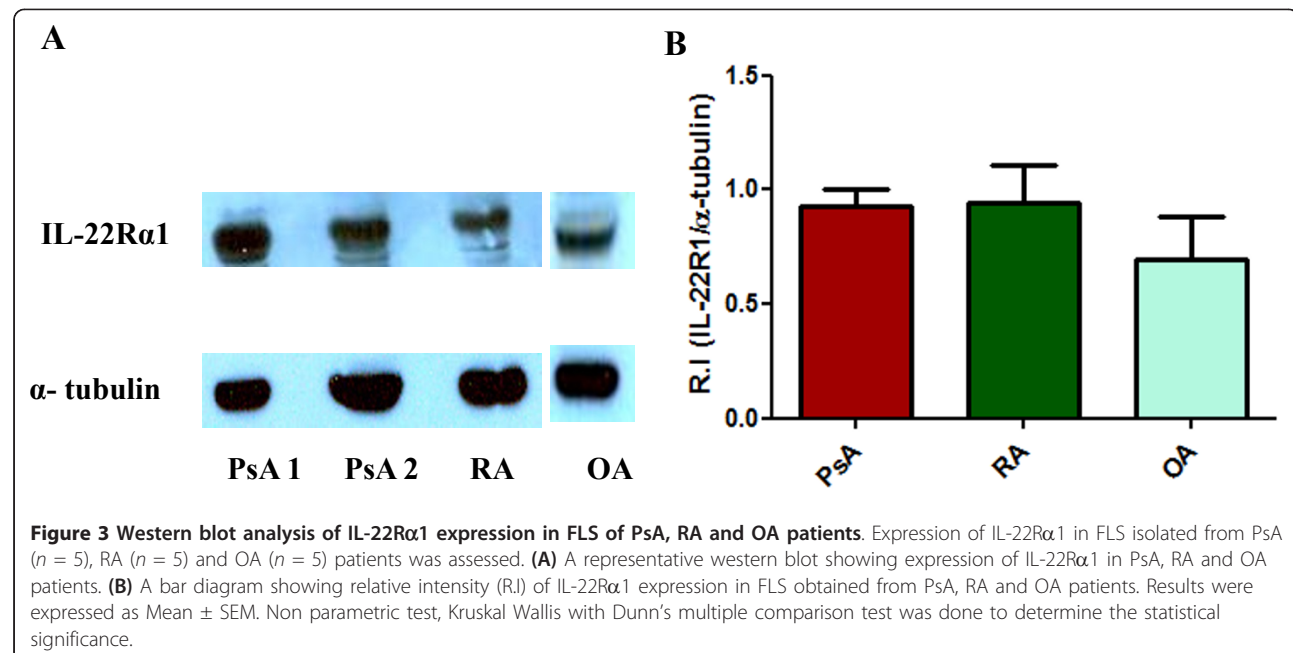 A
IL-22Rα1
α- tubulin
PsA 1 PsA 2 RA OA
B
R.I (IL-22R1/α-tubulin)
1.5
1.0
0.5
0.0
PsA RA OA
Figure 3 Western blot analysis of IL-22Rα1 expression in FLS of PsA, RA and OA patients. Expression of IL-22Rα1 in FLS isolated from PsA
(n = 5), RA (n = 5) and OA (n = 5) patients was assessed. (A) A representative western blot showing expression of IL-22Rα1 in PsA, RA and OA
patients. (B) A bar diagram showing relative intensity (R.I) of IL-22Rα1 expression in FLS obtained from PsA, RA and OA patients. Results were
expressed as Mean ± SEM. Non parametric test, Kruskal Wallis with Dunn's multiple comparison test was done to determine the statistical
significance.